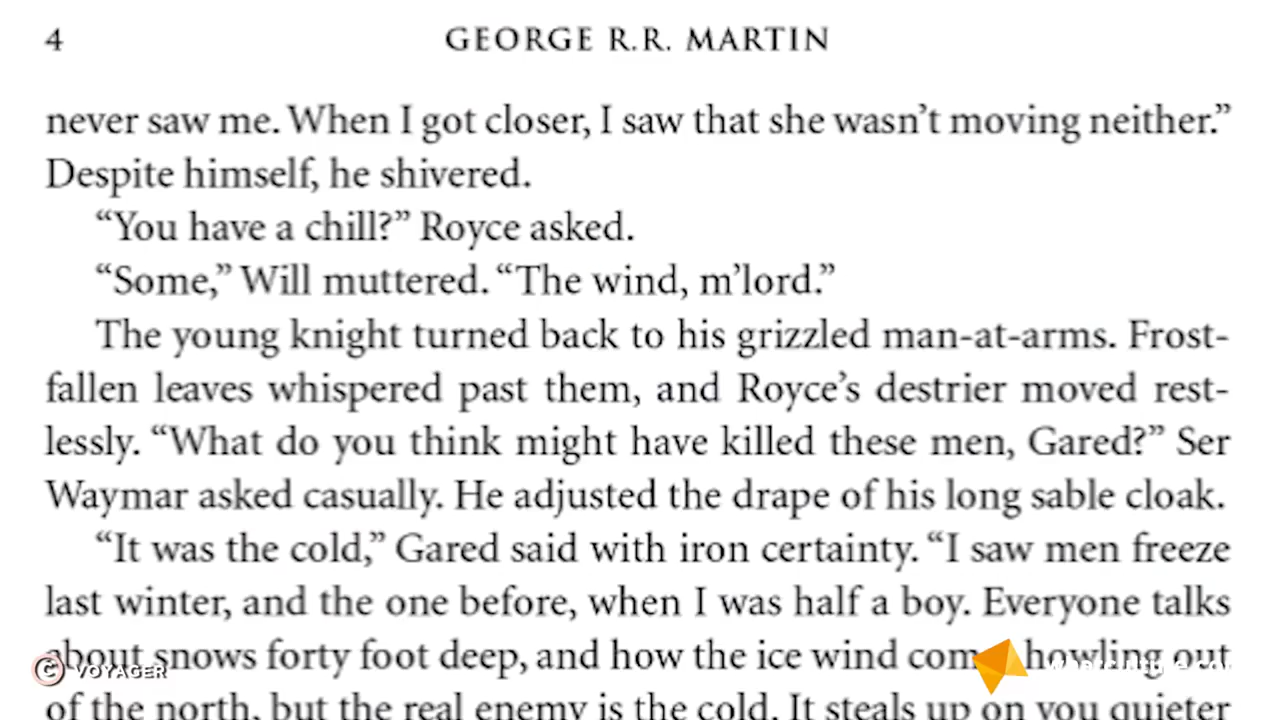 4 GEORGE R.R. MARTIN
never saw me. When I got closer, I saw that she wasn’t moving neither.”
Despite himself, he shivered.
“You have a chill?” Royce asked.
“Some,” Will muttered. “The wind, m’lord.”
The young knight turned back to his grizzled man-at-arms. Frost-
fallen leaves whispered past them, and Royce’s destrier moved rest-
lessly. “What do you think might have killed these men, Gared?” Ser
Waymar asked casually. He adjusted the drape of his long sable cloak.
“It was the cold,” Gared said with iron certainty. “I saw men freeze
last winter, and the one before, when I was half a boy. Everyone talks
about snows forty foot deep, and how the ice wind comes howling out
of the north, but the real enemy is the cold. It steals up on you quieter
© VOYAGER